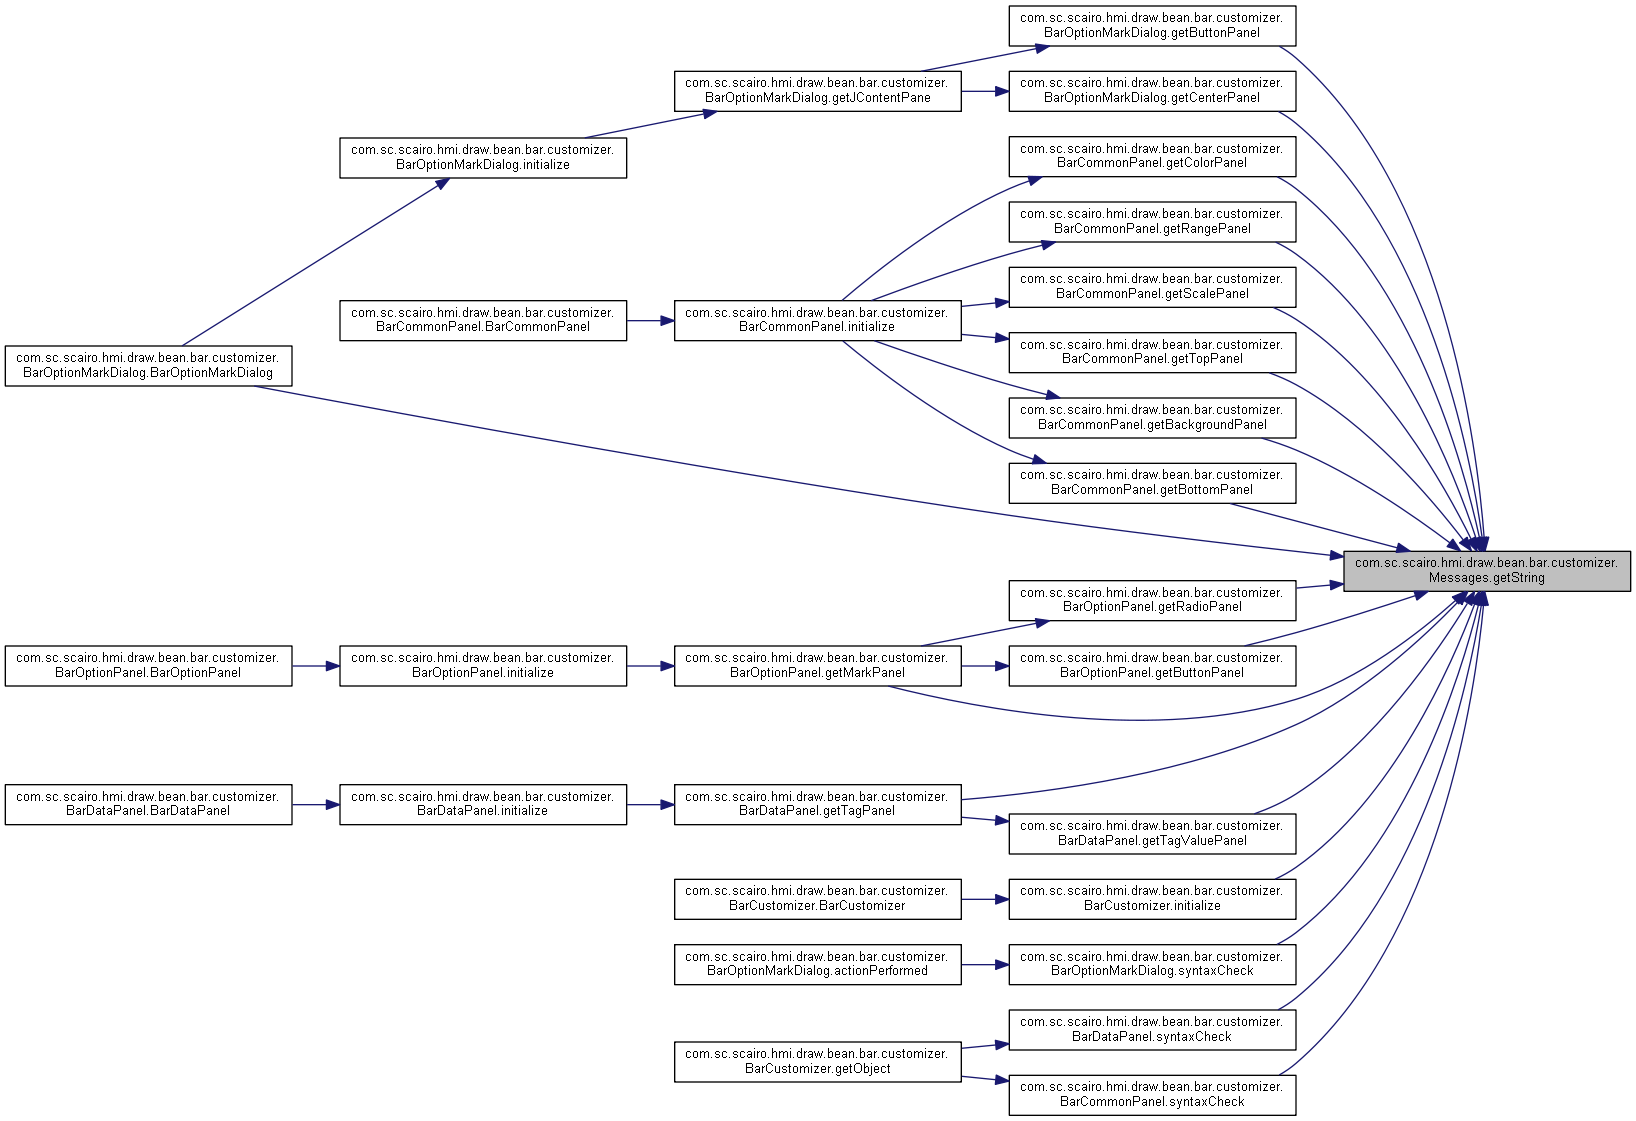 com.sc.scairo.hmi.draw.bean.bar.customizer.
BarOptionMarkDialog.getButtonPanel
com.sc.scairo.hmi.draw.bean.bar.customizer.
BarOptionMarkDialog.getJContentPane
com.sc.scairo.hmi.draw.bean.bar.customizer.
BarOptionMarkDialog.getCenterPanel
com.sc.scairo.hmi.draw.bean.bar.customizer.
BarOptionMarkDialog.initialize
com.sc.scairo.hmi.draw.bean.bar.customizer.
BarCommonPanel.getColorPanel
com.sc.scairo.hmi.draw.bean.bar.customizer.
BarCommonPanel.getRangePanel
com.sc.scairo.hmi.draw.bean.bar.customizer.
BarCommonPanel.getScalePanel
com.sc.scairo.hmi.draw.bean.bar.customizer.
BarCommonPanel.BarCommonPanel
com.sc.scairo.hmi.draw.bean.bar.customizer.
BarCommonPanel.initialize
com.sc.scairo.hmi.draw.bean.bar.customizer.
BarCommonPanel.getTopPanel
com.sc.scairo.hmi.draw.bean.bar.customizer.
BarOptionMarkDialog.BarOptionMarkDialog
com.sc.scairo.hmi.draw.bean.bar.customizer.
BarCommonPanel.getBackgroundPanel
com.sc.scairo.hmi.draw.bean.bar.customizer.
BarCommonPanel.getBottomPanel
com.sc.scairo.hmi.draw.bean.bar.customizer.
Messages.getString
com.sc.scairo.hmi.draw.bean.bar.customizer.
BarOptionPanel.getRadioPanel
com.sc.scairo.hmi.draw.bean.bar.customizer.
BarOptionPanel.BarOptionPanel
com.sc.scairo.hmi.draw.bean.bar.customizer.
BarOptionPanel.initialize
com.sc.scairo.hmi.draw.bean.bar.customizer.
BarOptionPanel.getMarkPanel
com.sc.scairo.hmi.draw.bean.bar.customizer.
BarOptionPanel.getButtonPanel
com.sc.scairo.hmi.draw.bean.bar.customizer.
BarDataPanel.BarDataPanel
com.sc.scairo.hmi.draw.bean.bar.customizer.
BarDataPanel.initialize
com.sc.scairo.hmi.draw.bean.bar.customizer.
BarDataPanel.getTagPanel
com.sc.scairo.hmi.draw.bean.bar.customizer.
BarDataPanel.getTagValuePanel
com.sc.scairo.hmi.draw.bean.bar.customizer.
BarCustomizer.BarCustomizer
com.sc.scairo.hmi.draw.bean.bar.customizer.
BarCustomizer.initialize
com.sc.scairo.hmi.draw.bean.bar.customizer.
BarOptionMarkDialog.actionPerformed
com.sc.scairo.hmi.draw.bean.bar.customizer.
BarOptionMarkDialog.syntaxCheck
com.sc.scairo.hmi.draw.bean.bar.customizer.
BarDataPanel.syntaxCheck
com.sc.scairo.hmi.draw.bean.bar.customizer.
BarCustomizer.getObject
com.sc.scairo.hmi.draw.bean.bar.customizer.
BarCommonPanel.syntaxCheck